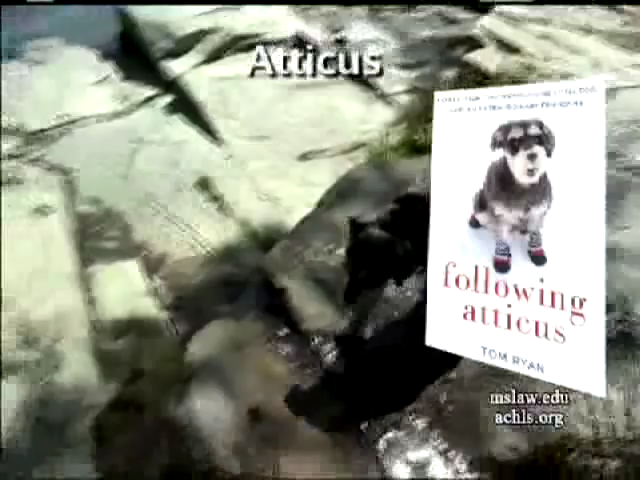 Atticus
following
atticus
TOM RYAN
mslaw.edu
achls.org